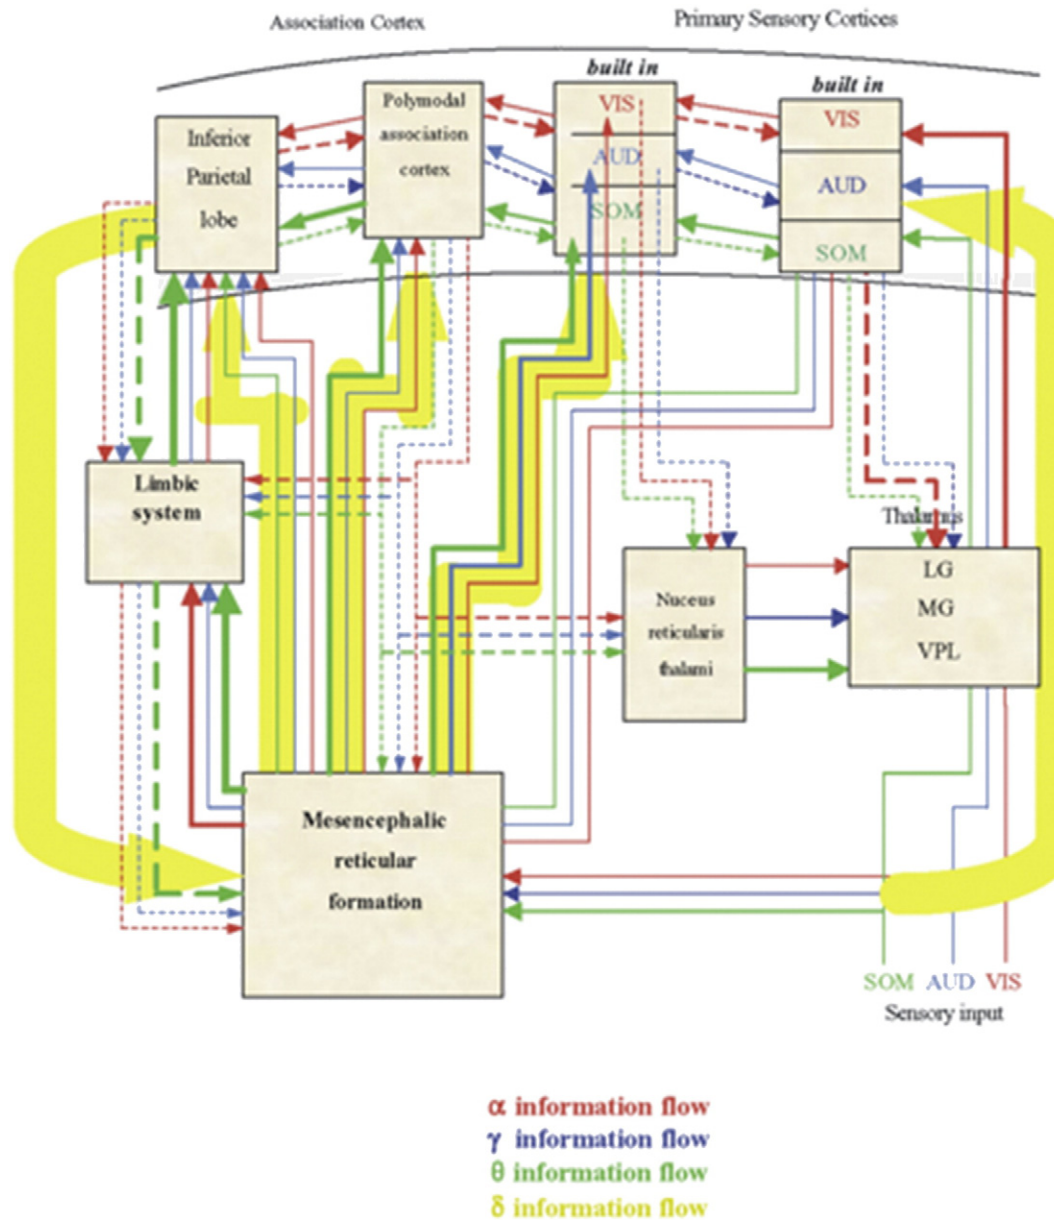 Association Cortex
Primary Sensory Cortices
built in
built in
Inferior
Parietal
lobe
Polymodal
association
cortex
VIS
AUD
SOM
VIS
AUD
SOM
Limbic
system
Thalamus
Nuceus
reticularis
thalami
LG
MG
VPL
Mesencephalic
reticular
formation
SOM AUD VIS
Sensory input
α information flow
γ information flow
θ information flow
δ information flow